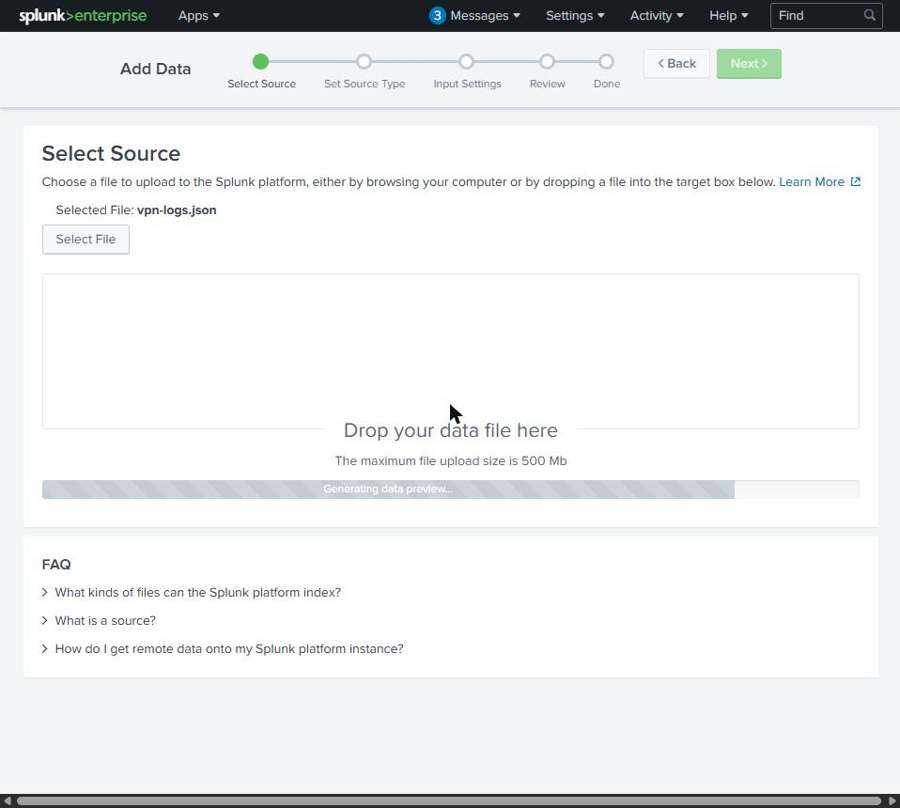 splunk>enterprise Apps 3 Messages Settings Activity Help Find
Add Data
Select Source Set Source Type Input Settings Review Done
Back Next
Select Source
Choose a file to upload to the Splunk platform, either by browsing your computer or by dropping a file into the target box below. Learn More
Selected File: vpn-logs.json
Select File
Drop your data file here
The maximum file upload size is 500 Mb
Generating data preview...
FAQ
What kinds of files can the Splunk platform index?
What is a source?
How do I get remote data onto my Splunk platform instance?